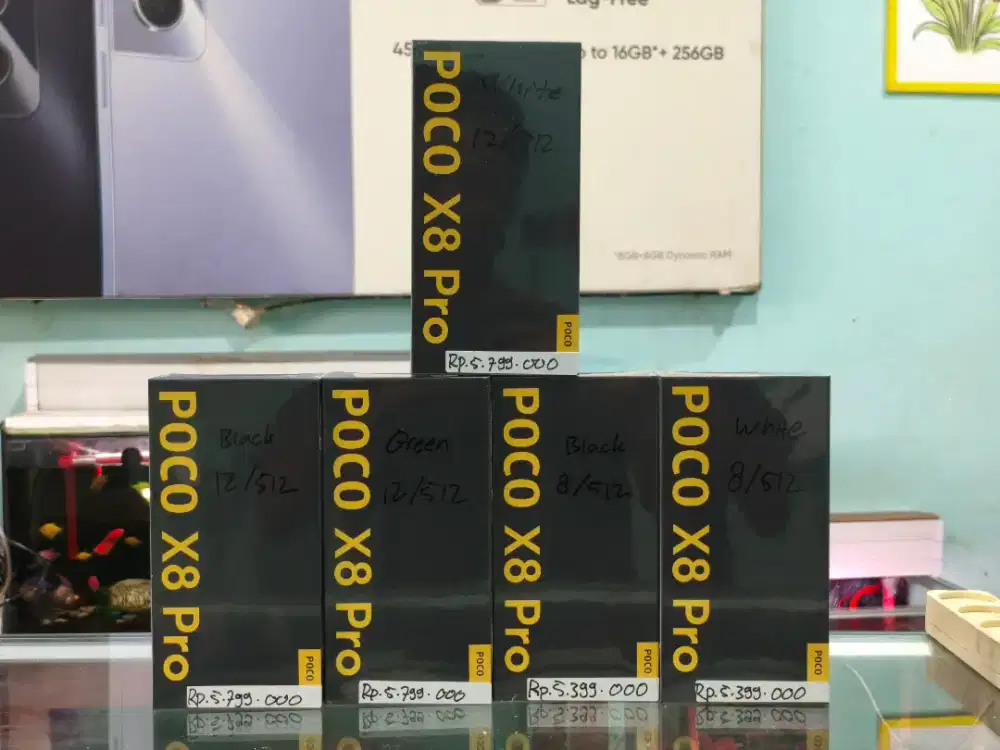 Lag-Free
to 16GB*+ 256GB
*8GB+8GB Dynamic RAM
POCO X8 Pro
White
12/512
POCO
Rp.5.799.000
POCO X8 Pro
Black
12/512
POCO
Rp.5.799.000
POCO X8 Pro
Green
12/512
POCO
Rp.5.799.000
POCO X8 Pro
Black
8/512
POCO
Rp.5.399.000
POCO X8 Pro
White
8/512
POCO
Rp.5.399.000